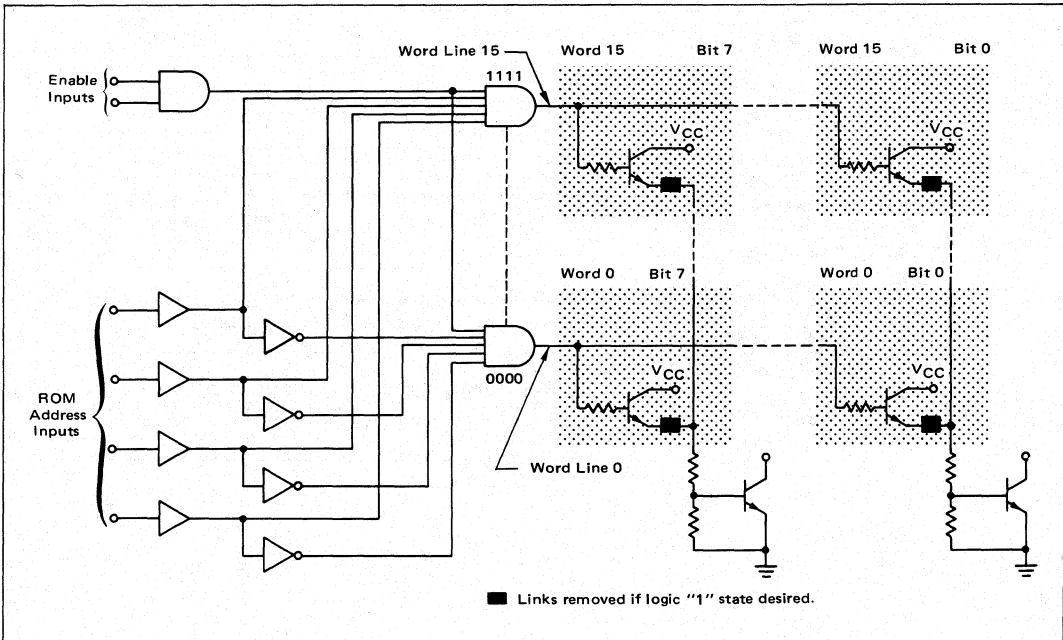 Word Line 15
Word 15 Bit 7
Word 15 Bit 0
Enable
Inputs
1111
VCC
VCC
Word 0 Bit 7
Word 0 Bit 0
0000
VCC
VCC
ROM
Address
Inputs
Word Line 0
Links removed if logic "1" state desired.